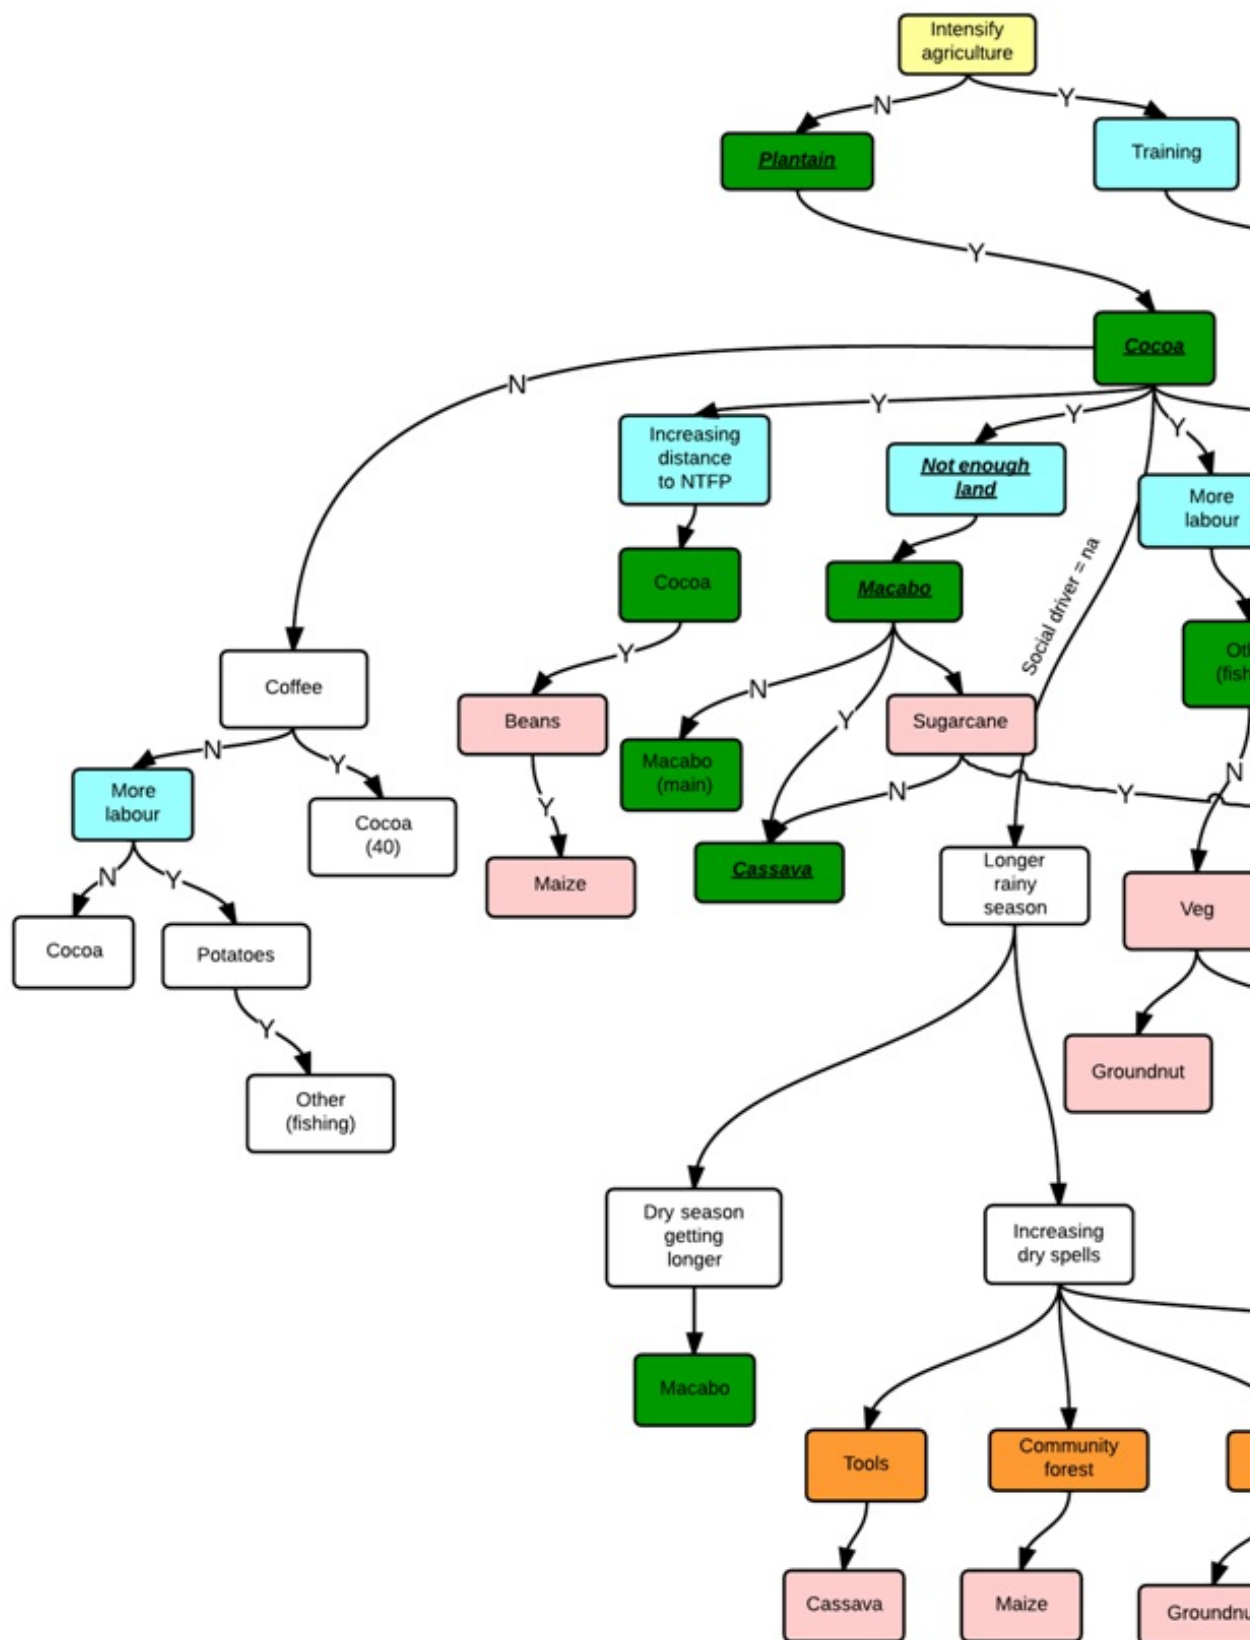 Intensify
agriculture
N
Y
Plantain
Training
Y
Cocoa
N
Y
Y
Y
Increasing
distance
to NTFP
Not enough
land
More
labour
Social driver = na
Cocoa
Macabo
Y
N
Y
Coffee
Beans
Sugarcane
Macabo
(main)
N
Y
N
Y
N
Y
More
labour
Cocoa
(40)
Y
Maize
Cassava
Longer
rainy
season
Veg
N
Y
Cocoa
Potatoes
Y
Other
(fishing)
Groundnut
Dry season
getting
longer
Increasing
dry spells
Macabo
Tools
Community
forest
Cassava
Maize